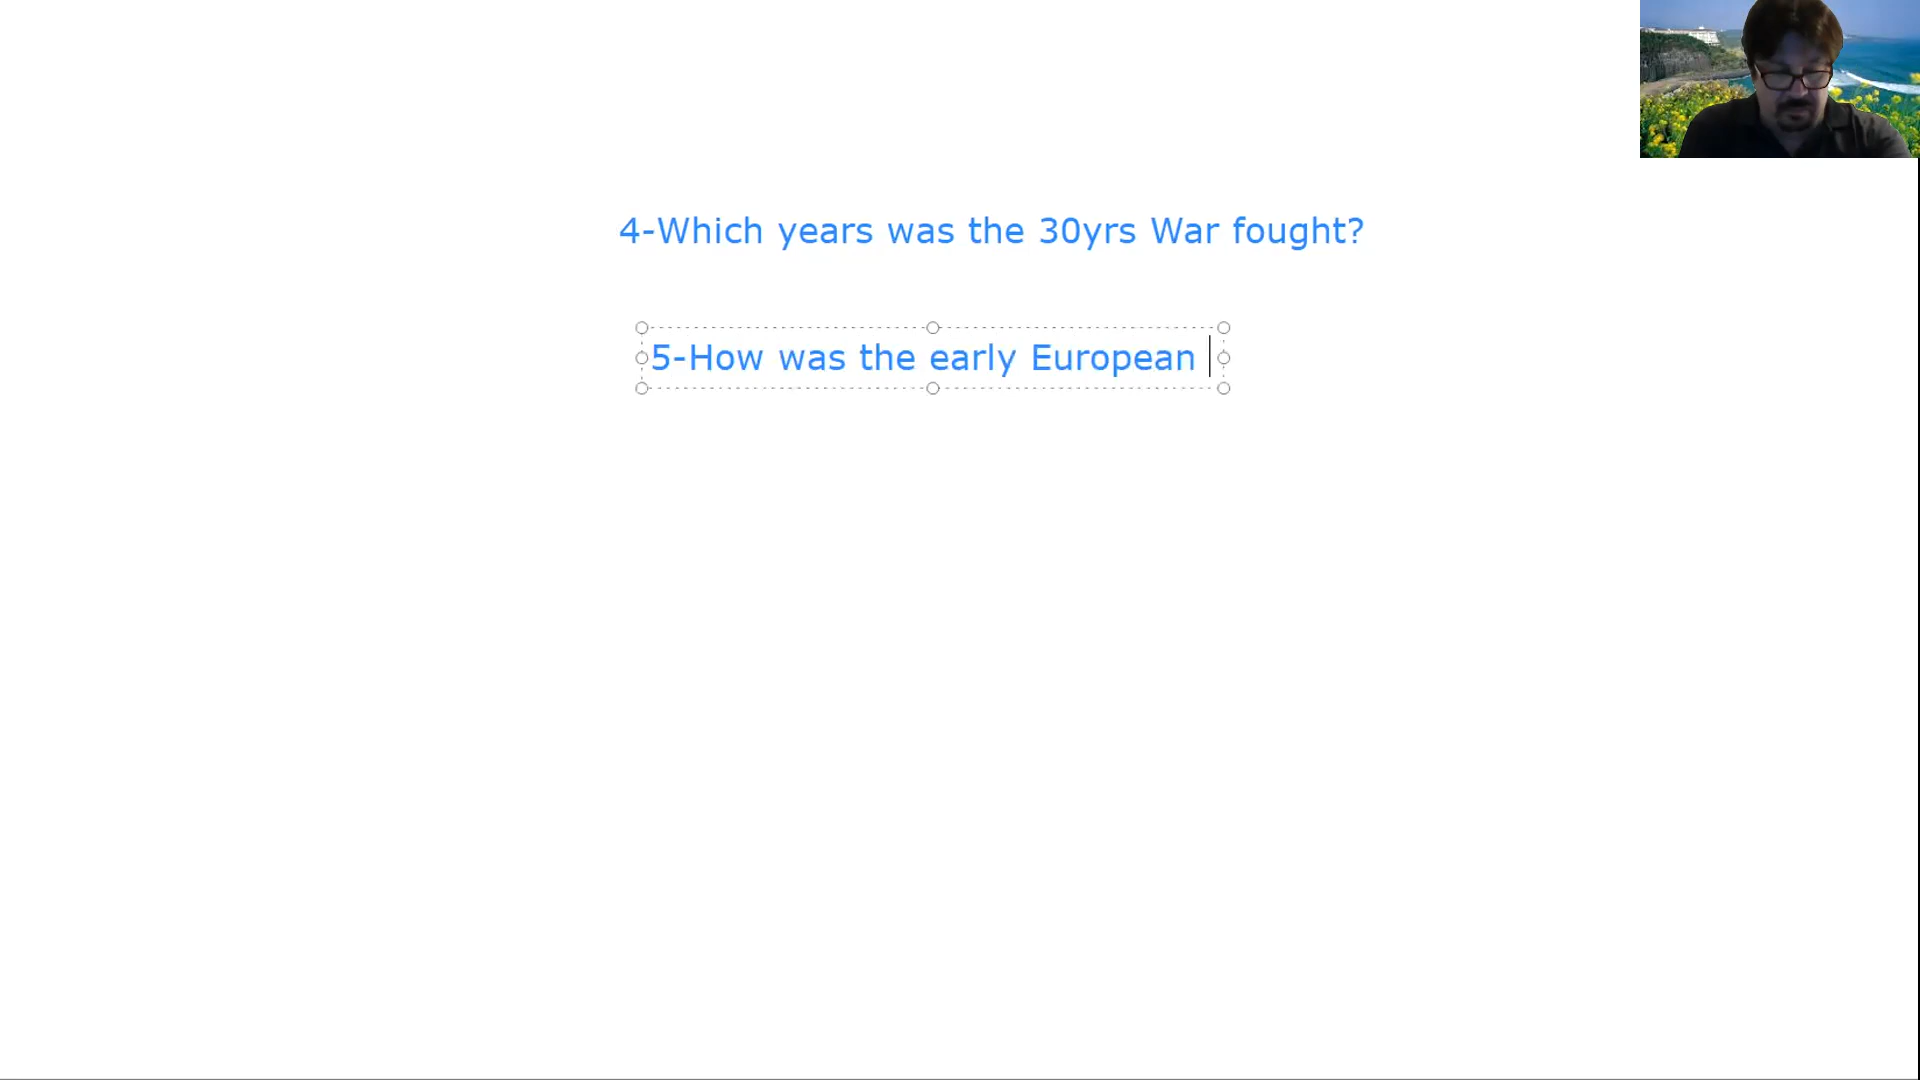 4-Which years was the 30yrs War fought?
5-How was the early European